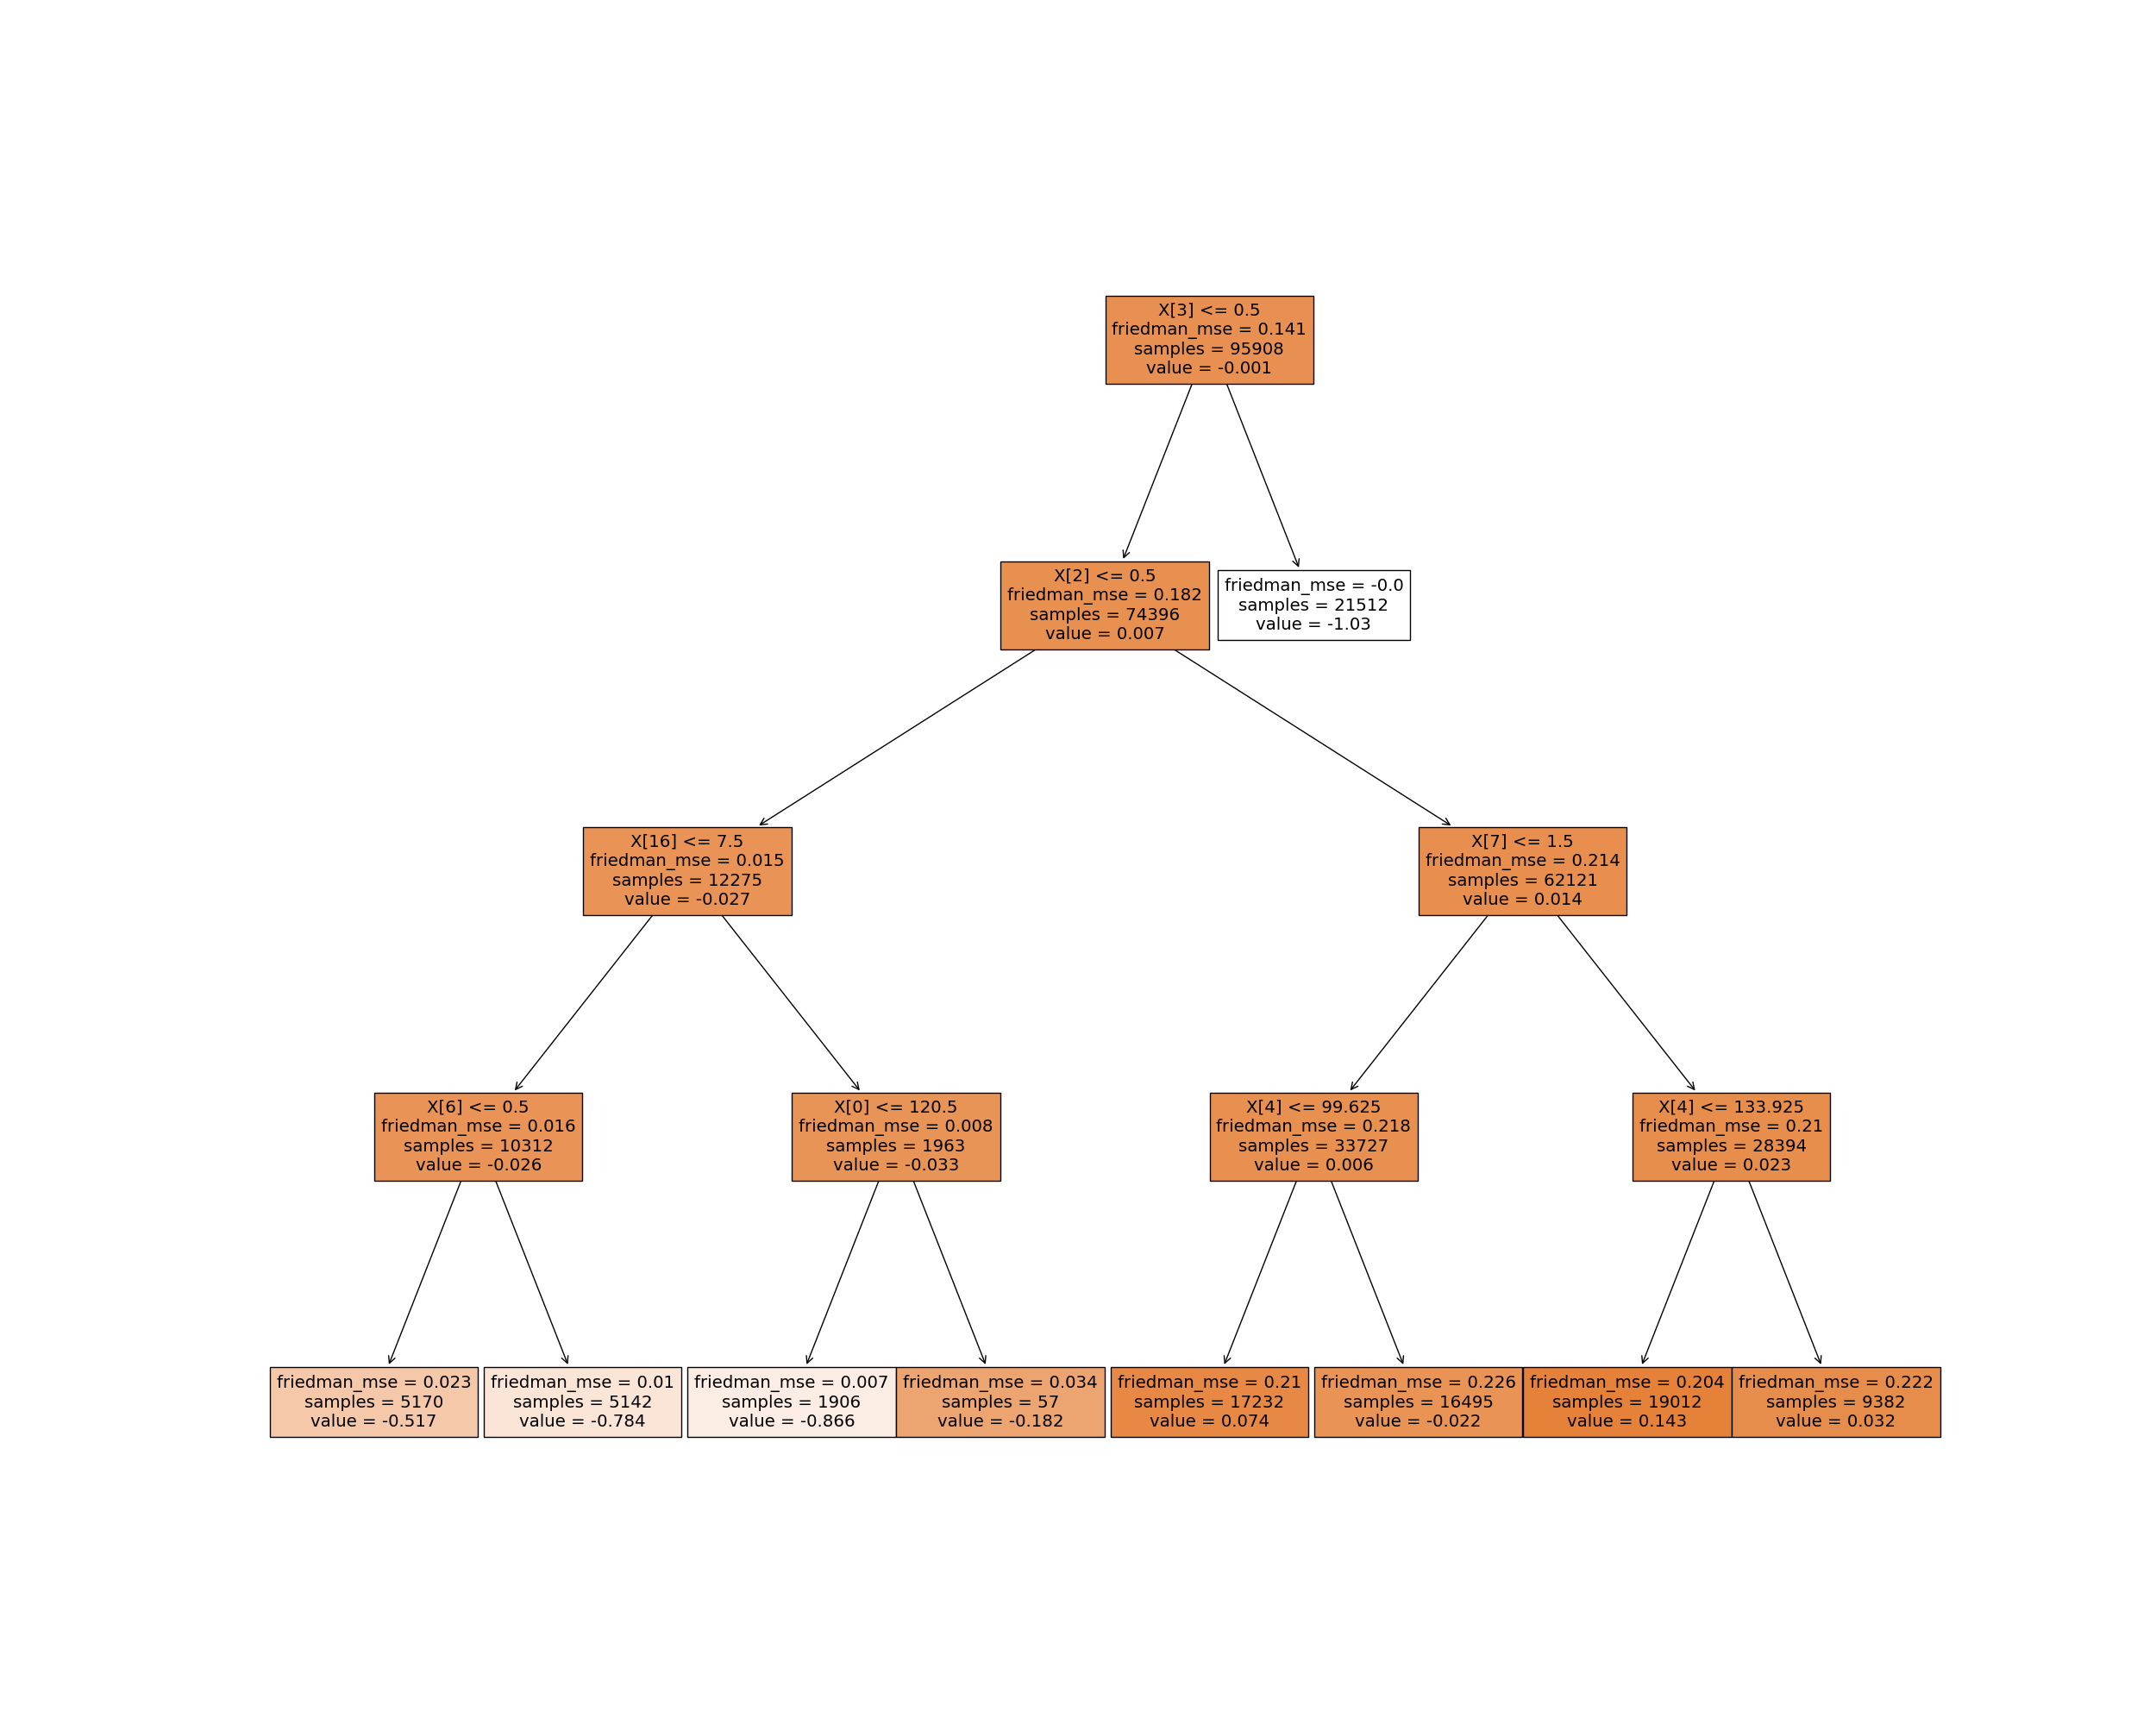 X[3] <= 0.5
friedman_mse = 0.141
samples = 95908
value = -0.001
X[2] <= 0.5
friedman_mse = 0.182
samples = 74396
value = 0.007
friedman_mse = -0.0
samples = 21512
value = -1.03
X[16] <= 7.5
friedman_mse = 0.015
samples = 12275
value = -0.027
X[7] <= 1.5
friedman_mse = 0.214
samples = 62121
value = 0.014
X[6] <= 0.5
friedman_mse = 0.016
samples = 10312
value = -0.026
X[0] <= 120.5
friedman_mse = 0.008
samples = 1963
value = -0.033
X[4] <= 99.625
friedman_mse = 0.218
samples = 33727
value = 0.006
X[4] <= 133.925
friedman_mse = 0.21
samples = 28394
value = 0.023
friedman_mse = 0.023
samples = 5170
value = -0.517
friedman_mse = 0.01
samples = 5142
value = -0.784
friedman_mse = 0.007
samples = 1906
value = -0.866
friedman_mse = 0.034
samples = 57
value = -0.182
friedman_mse = 0.21
samples = 17232
value = 0.074
friedman_mse = 0.226
samples = 16495
value = -0.022
friedman_mse = 0.204
samples = 19012
value = 0.143
friedman_mse = 0.222
samples = 9382
value = 0.032